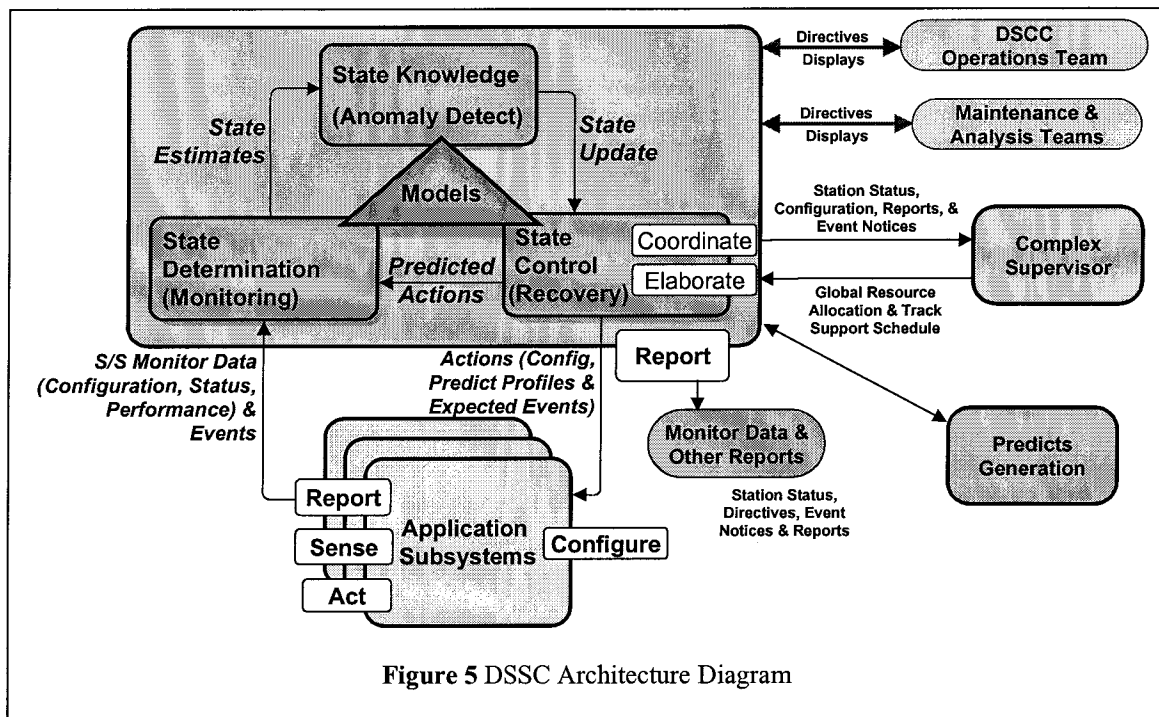 State Knowledge
(Anomaly Detect)
State
Estimates
State
Update
Models
State
Determination
(Monitoring)
Predicted
Actions
State
Control
(Recovery)
Coordinate
Elaborate
Directives
Displays
DSCC
Operations Team
Directives
Displays
Maintenance &
Analysis Teams
Station Status,
Configuration, Reports, &
Event Notices
Complex
Supervisor
Global Resource
Allocation & Track
Support Schedule
S/S Monitor Data
(Configuration, Status,
Performance) &
Events
Actions (Config,
Predict Profiles &
Expected Events)
Report
Monitor Data &
Other Reports
Station Status,
Directives, Event
Notices & Reports
Predicts
Generation
Report
Sense
Act
Application
Subsystems
Configure
Figure 5 DSSC Architecture Diagram